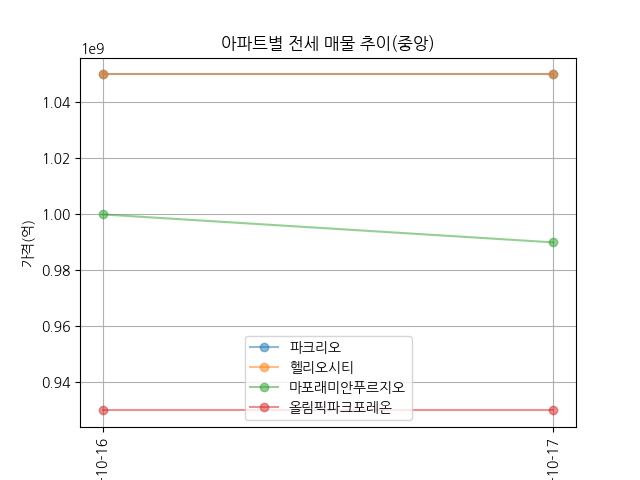 아파트별 전세 매물 추이(중앙)
1e9
1.04
1.02
1.00
0.98
0.96
0.94
가격(억)
파크리오
헬리오시티
마포래미안푸르지오
올림픽파크포레온
-10-16
-10-17